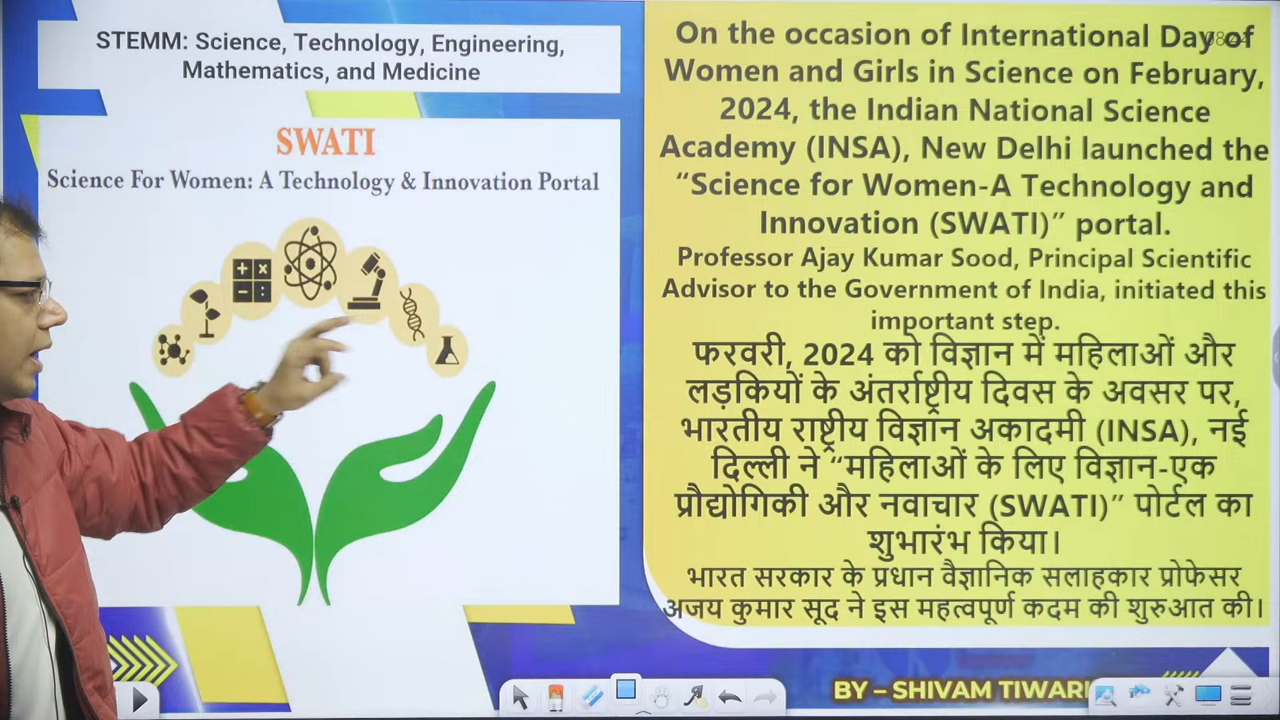 STEMM: Science, Technology, Engineering,
Mathematics, and Medicine
SWATI
Science For Women: A Technology & Innovation Portal
On the occasion of International Day of
Women and Girls in Science on February,
2024, the Indian National Science
Academy (INSA), New Delhi launched the
“Science for Women-A Technology and
Innovation (SWATI)” portal.
Professor Ajay Kumar Sood, Principal Scientific
Advisor to the Government of India, initiated this
important step.
फरवरी, 2024 को विज्ञान में महिलाओं और
लड़कियों के अंतर्राष्ट्रीय दिवस के अवसर पर,
भारतीय राष्ट्रीय विज्ञान अकादमी (INSA), नई
दिल्ली ने “महिलाओं के लिए विज्ञान-एक
प्रौद्योगिकी और नवाचार (SWATI)” पोर्टल का
शुभारंभ किया।
भारत सरकार के प्रधान वैज्ञानिक सलाहकार प्रोफेसर
अजय कुमार सूद ने इस महत्वपूर्ण कदम की शुरुआत की।
BY – SHIVAM TIWARI